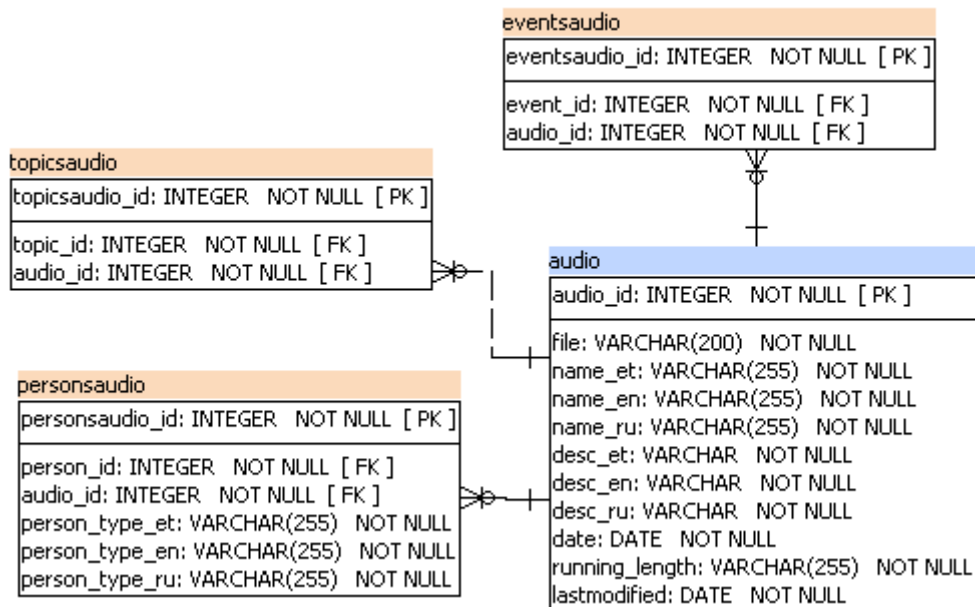 eventsaudio
eventsaudio_id: INTEGER NOT NULL [ PK ]
event_id: INTEGER NOT NULL [ FK ]
audio_id: INTEGER NOT NULL [ FK ]
topicsaudio
topicsaudio_id: INTEGER NOT NULL [ PK ]
topic_id: INTEGER NOT NULL [ FK ]
audio_id: INTEGER NOT NULL [ FK ]
personsaudio
personsaudio_id: INTEGER NOT NULL [ PK ]
person_id: INTEGER NOT NULL [ FK ]
audio_id: INTEGER NOT NULL [ FK ]
person_type_et: VARCHAR(255) NOT NULL
person_type_en: VARCHAR(255) NOT NULL
person_type_ru: VARCHAR(255) NOT NULL
audio
audio_id: INTEGER NOT NULL [ PK ]
file: VARCHAR(200) NOT NULL
name_et: VARCHAR(255) NOT NULL
name_en: VARCHAR(255) NOT NULL
name_ru: VARCHAR(255) NOT NULL
desc_et: VARCHAR NOT NULL
desc_en: VARCHAR NOT NULL
desc_ru: VARCHAR NOT NULL
date: DATE NOT NULL
running_length: VARCHAR(255) NOT NULL
lastmodified: DATE NOT NULL